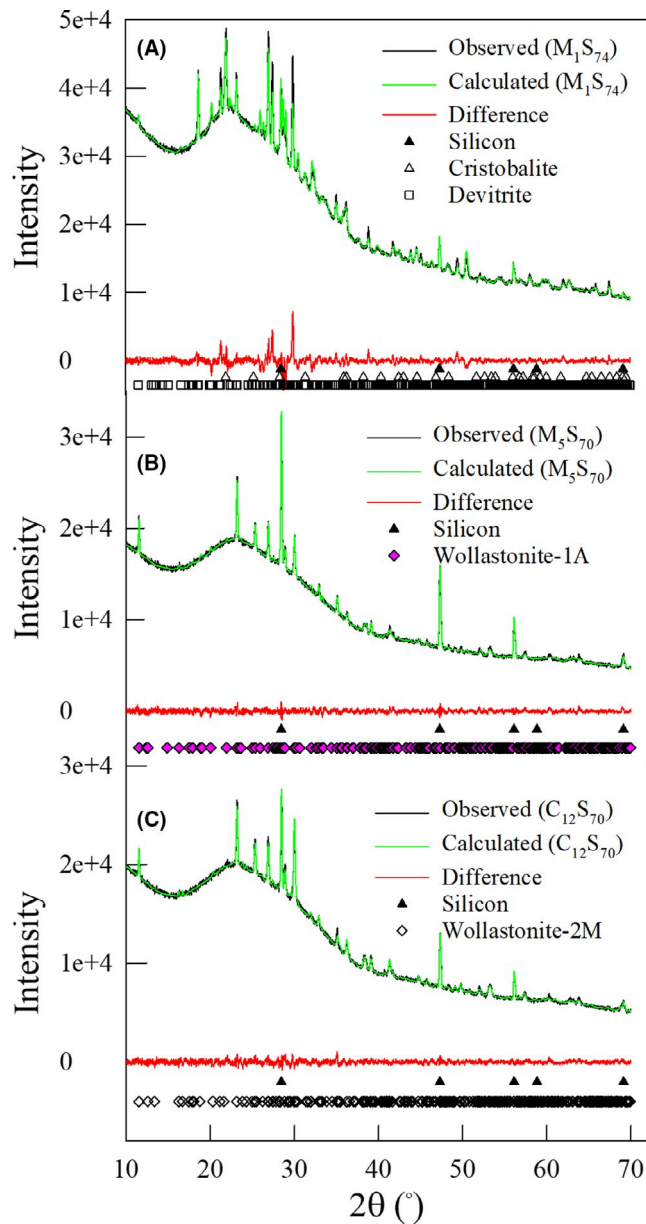 5e+4
(A)
Observed (M₁S₇₄)
Calculated (M₁S₇₄)
4e+4
Difference
Silicon
3e+4
Cristobalite
Devitrite
Intensity
2e+4
1e+4
0
3e+4
(B)
Observed (M₅S₇₀)
Calculated (M₅S₇₀)
Difference
2e+4
Silicon
Wollastonite-1A
Intensity
1e+4
0
3e+4
(C)
Observed (C₁₂S₇₀)
Calculated (C₁₂S₇₀)
Difference
2e+4
Silicon
Wollastonite-2M
Intensity
1e+4
0
10 20 30 40 50 60 70
2θ (°)